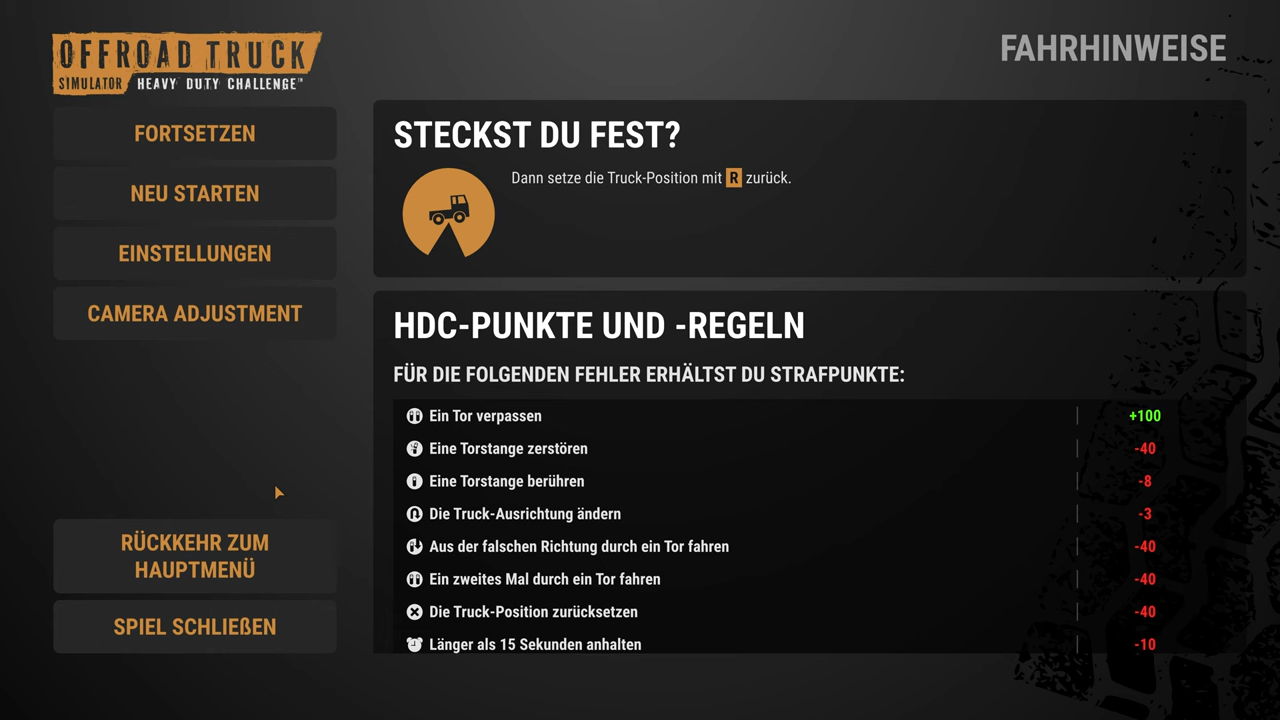 OFFROAD TRUCK
SIMULATOR HEAVY DUTY CHALLENGE™
FAHRHINWEISE
FORTSETZEN
NEU STARTEN
EINSTELLUNGEN
CAMERA ADJUSTMENT
RÜCKKEHR ZUM
HAUPTMENÜ
SPIEL SCHLIEßEN
STECKST DU FEST?
Dann setze die Truck-Position mit R zurück.
HDC-PUNKTE UND -REGELN
FÜR DIE FOLGENDEN FEHLER ERHÄLTST DU STRAFPUNKTE:
Ein Tor verpassen +100
Eine Torstange zerstören -40
Eine Torstange berühren -8
Die Truck-Ausrichtung ändern -3
Aus der falschen Richtung durch ein Tor fahren -40
Ein zweites Mal durch ein Tor fahren -40
Die Truck-Position zurücksetzen -40
Länger als 15 Sekunden anhalten -10